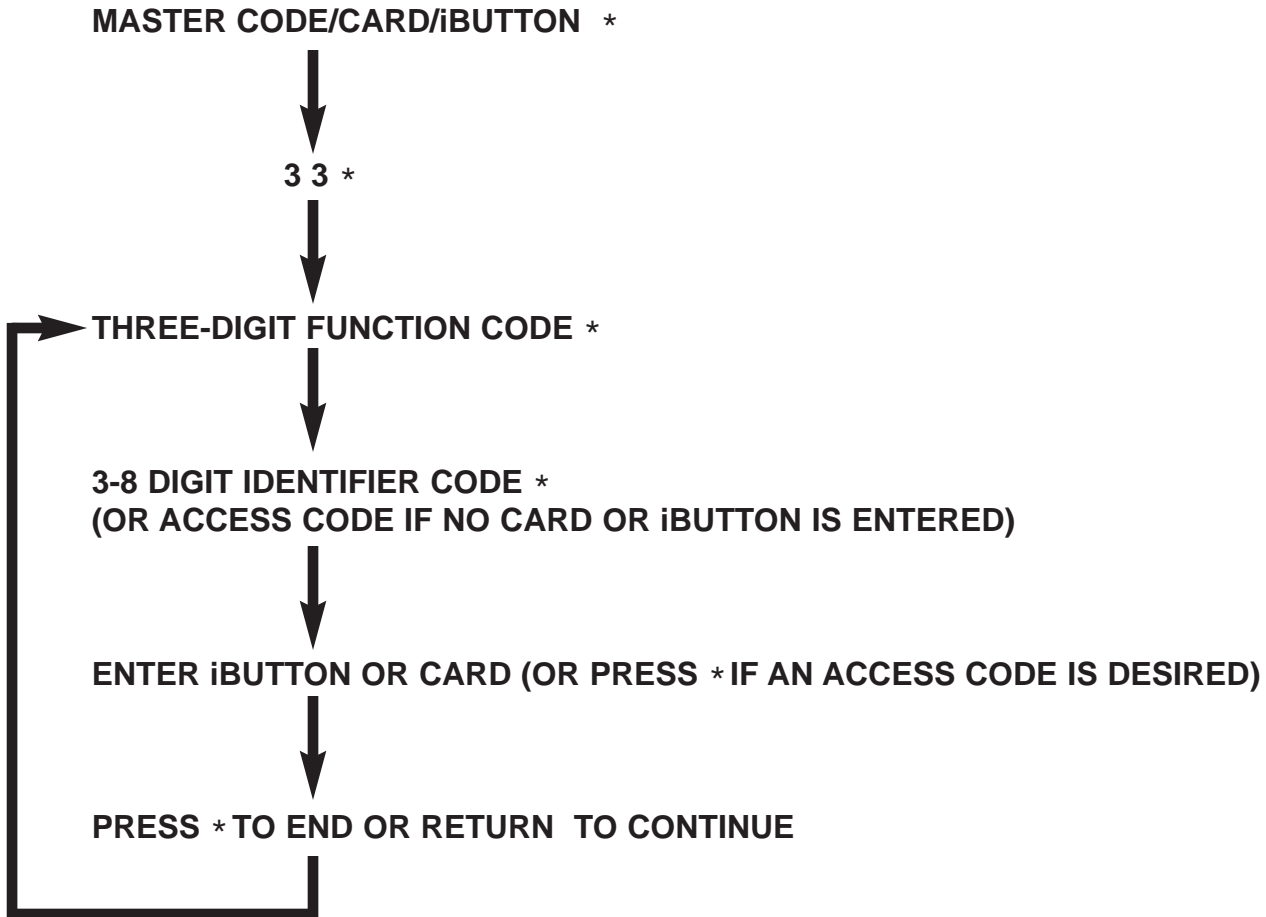 MASTER CODE/CARD/iBUTTON *
3 3 *
THREE-DIGIT FUNCTION CODE *
3-8 DIGIT IDENTIFIER CODE *
(OR ACCESS CODE IF NO CARD OR iBUTTON IS ENTERED)
ENTER iBUTTON OR CARD (OR PRESS * IF AN ACCESS CODE IS DESIRED)
PRESS * TO END OR RETURN TO CONTINUE